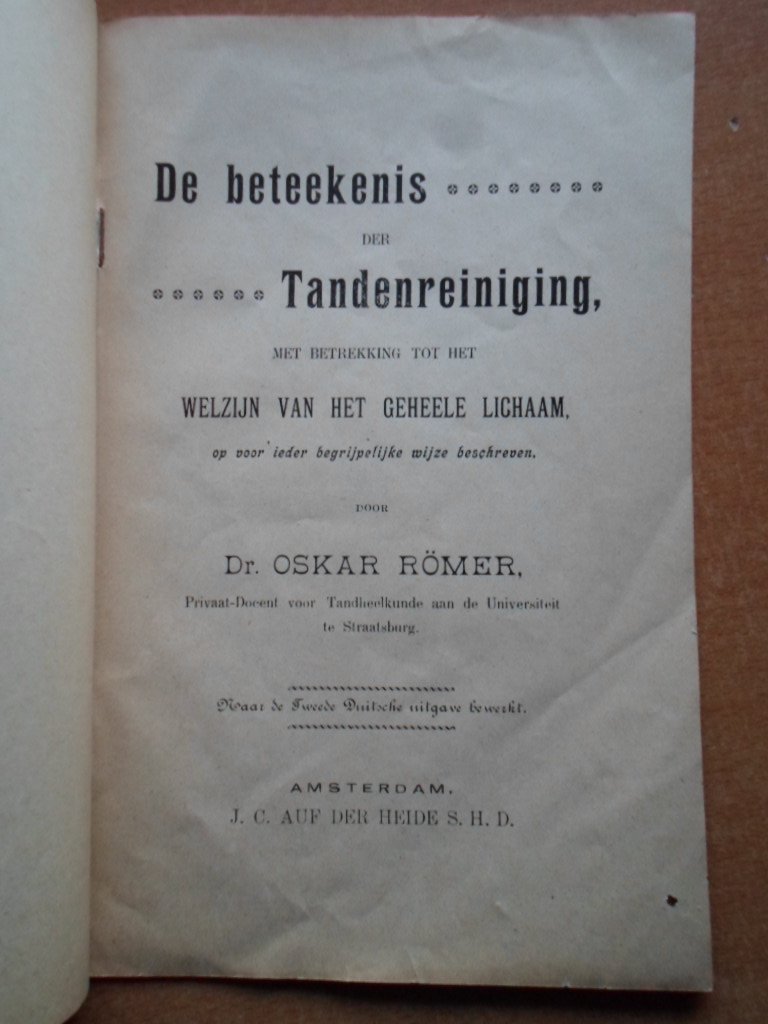 De beteekenis
DER
Tandenreiniging,
MET BETREKKING TOT HET
WELZIJN VAN HET GEHEELE LICHAAM,
op voor ieder begrijpelijke wijze beschreven,
DOOR
Dr. OSKAR RÖMER,
Privaat-Docent voor Tandheelkunde aan de Universiteit
te Straatsburg.
Naar de Tweede Duitsche uitgave bewerkt.
AMSTERDAM,
J. C. AUF DER HEIDE S. H. D.